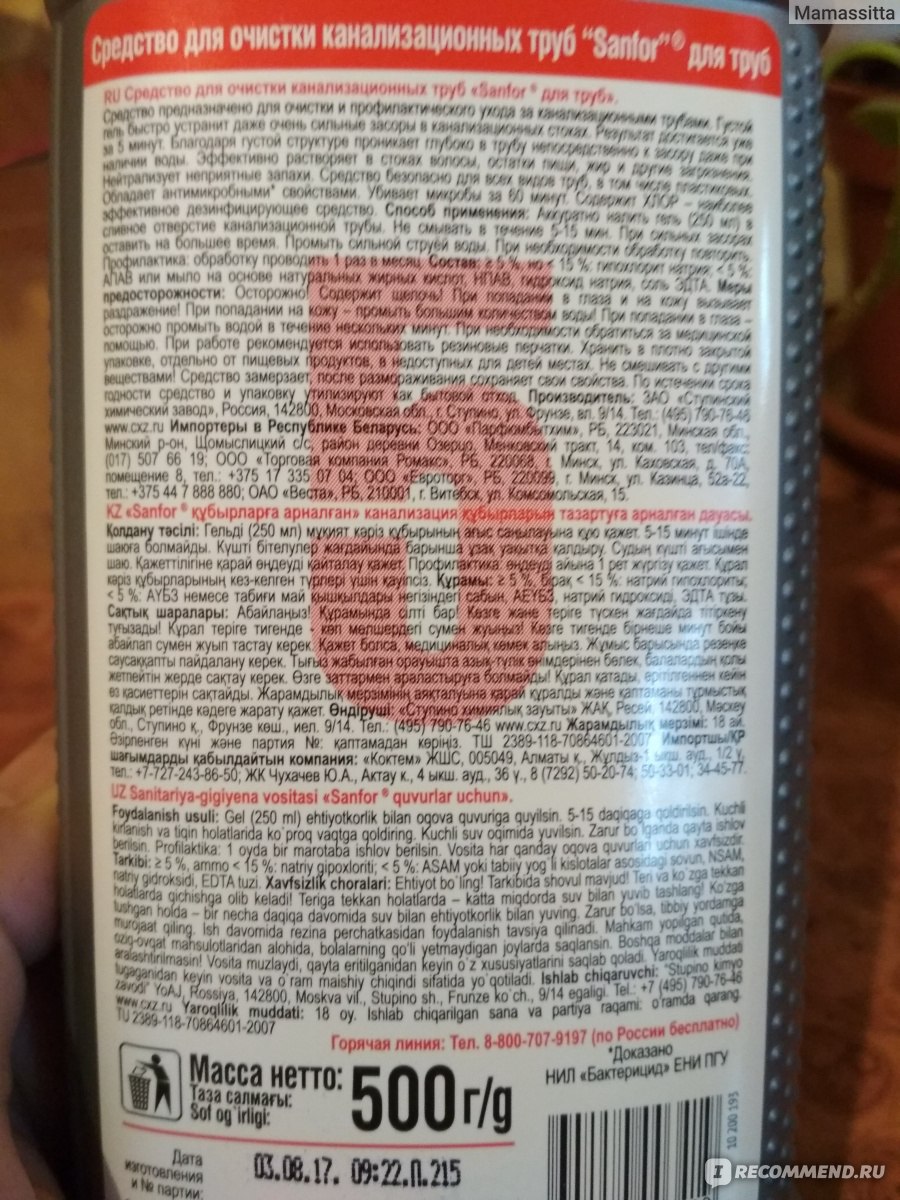 Mamassitta
Средство для очистки канализационных труб "Sanfor"® для труб
RU Средство для очистки канализационных труб «Sanfor ® для труб».
Средство предназначено для очистки и профилактического ухода за канализационными трубами. Густой
гель быстро устранит даже очень сильные засоры в канализационных стоках. Результат достигается уже
за 5 минут. Благодаря густой структуре проникает глубоко в трубу непосредственно к засору даже при
наличии воды. Эффективно растворяет в стоках волосы, остатки пищи, жир и другие загрязнения.
Нейтрализует неприятные запахи. Средство безопасно для всех видов труб, в том числе пластиковых.
Обладает антимикробными* свойствами. Убивает микробы за 60 минут. Содержит ХЛОР – наиболее
эффективное дезинфицирующее средство. Способ применения: Аккуратно налить гель (250 мл) в
сливное отверстие канализационной трубы. Не смывать в течение 5-15 мин. При сильных засорах
оставить на большее время. Промыть сильной струёй воды. При необходимости обработку повторить.
Профилактика: обработку проводить 1 раз в месяц. Состав: ≥ 5 %, но < 15 %: гипохлорит натрия; < 5 %:
АПАВ или мыло на основе натуральных жирных кислот, НПАВ, гидроксид натрия, соль ЭДТА. Меры
предосторожности: Осторожно! Содержит щелочь! При попадании в глаза и на кожу вызывает
раздражение! При попадании на кожу – промыть большим количеством воды! При попадании в глаза –
осторожно промыть водой в течение нескольких минут. При необходимости обратиться за медицинской
помощью. При работе рекомендуется использовать резиновые перчатки. Хранить в плотно закрытой
упаковке, отдельно от пищевых продуктов, в недоступных для детей местах. Не смешивать с другими
веществами! Средство замерзает, после размораживания сохраняет свои свойства. По истечении срока
годности средство и упаковку утилизируют как бытовой отход. Производитель: ЗАО «Ступинский
химический завод», Россия, 142800, Московская обл., г. Ступино, ул. Фрунзе, вл. 9/14. Тел.: (495) 790-76-46
www.cxz.ru Импортеры в Республике Беларусь: ООО «Парфюмбытхим», РБ, 223021, Минская обл.,
Минский р-он, Щомыслицкий с/с, район деревни Озерцо, Менковский тракт, 14, ком. 103, тел/факс:
(017) 507 66 19; ООО «Торговая компания Ромакс», РБ, 220068, г. Минск, ул. Каховская, д. 70А,
помещение 8, тел.: +375 17 335 07 04; ООО «Евроторг», РБ, 220099, г. Минск, ул. Казинца, 52а-22,
тел.: +375 44 7 888 880; ОАО «Веста», РБ, 210001, г. Витебск, ул. Комсомольская, 15.
KZ «Sanfor ® құбырларға арналған» канализация құбырларын тазартуға арналған дауасы.
Қолдану тәсілі: Гельді (250 мл) мұқият кәріз құбырының ағыс саңылауына құю қажет. 5-15 минут ішінде
шаюға болмайды. Күшті бітелулер жағдайында барынша ұзақ уақытқа қалдыру. Судың күшті ағысымен
шаю. Қажеттілігіне қарай өңдеуді қайталау қажет. Профилактика: өңдеуді айына 1 рет жүргізу қажет. Құрал
кәріз құбырларының кез-келген түрлері үшін қауіпсіз. Құрамы: ≥ 5 %, бірақ < 15 %: натрий гипохлориты;
< 5 %: АҮБЗ немесе табиғи май қышқылдары негізіндегі сабын, АЕҮБЗ, натрий гидроксиді, ЭДТА тұзы.
Сақтық шаралары: Абайлаңыз! Құрамында сілті бар! Көзге және теріге түскен жағдайда тітіркену
туғызады! Құрал теріге тигенде - көп мөлшердегі сумен жуыңыз! Көзге тигенде бірнеше минут бойы
абайлап сумен жуып тастау керек. Қажет болса, медициналық көмек алыңыз. Жұмыс барысында резеңке
саусаққапты пайдалану керек. Тығыз жабылған орауышта азық-түлік өнімдерінен бөлек, балалардың қолы
жетпейтін жерде сақтау керек. Өзге заттармен араластыруға болмайды! Құрал қатады, ерітілгеннен кейін
өз қасиеттерін сақтайды. Жарамдылық мерзімінің аяқталуына қарай құралды және қаптаманы тұрмыстық
қалдық ретінде кәдеге жарату қажет. Өндіруші: «Ступино химиялық зауыты» ЖАҚ, Ресей, 142800, Мәскеу
обл., Ступино қ., Фрунзе көш., иел. 9/14. Тел.: (495) 790-76-46 www.cxz.ru Жарамдылық мерзімі: 18 ай.
Әзірленген күні және партия №: қаптамадан көріңіз. ТШ 2389-118-70864601-2007 Импортшы/ҚР
шағымдарды қабылдайтын компания: «Коктем» ЖШС, 005049, Алматы қ., Жулдыз-1 ықш. ауд., 1/2 ү.,
тел.: +7-727-243-86-50; ЖК Чухачев Ю.А., Актау к., 4 ықш. ауд., 36 ү., 8 (7292) 50-20-74; 50-33-01; 34-45-77.
UZ Sanitariya-gigiyena vositasi «Sanfor ® quvurlar uchun».
Foydalanish usuli: Gel (250 ml) ehtiyotkorlik bilan oqova quvuriga quyilsin. 5-15 daqiqaga qoldirilsin. Kuchli
kirlanish va tiqin holatlarida ko`proq vaqtga qoldiring. Kuchli suv oqimida yuvilsin. Zarur bo`lganda qayta ishlov
berilsin. Profilaktika: 1 oyda bir marotaba ishlov berilsin. Vosita har qanday oqova quvurlari uchun xavfsizdir.
Tarkibi: ≥ 5 %, ammo < 15 %: natriy gipoxloriti; < 5 %: ASAM yoki tabiiy yog`li kislotalar asosidagi sovun, NSAM,
natriy gidroksidi, EDTA tuzi. Xavfsizlik choralari: Ehtiyot bo`ling! Tarkibida shovul mavjud! Teri va ko`zga tekkan
holatlarda qichishga olib keladi! Teriga tekkan holatlarda – katta miqdorda suv bilan yuvib tashlang! Ko'zga
tushgan holda – bir necha daqiqa davomida suv bilan ehtiyotkorlik bilan yuving. Zarur bo'lsa, tibbiy yordamga
murojaat qiling. Ish davomida rezina perchatkasidan foydalanish tavsiya qilinadi. Mahkam yopilgan qutida,
oziq-ovqat mahsulotlaridan alohida, bolalarning qo'li yetmaydigan joylarda saqlansin. Boshqa moddalar bilan
aralashtirilmasin! Vosita muzlaydi, qayta eritilganidan keyin o`z xususiyatlarini saqlab qoladi. Yaroqlilik muddati
tugaganidan keyin vosita va o`ram maishiy chiqindi sifatida yo`qotiladi. Ishlab chiqaruvchi: "Stupino kimyo
zavodi" YoAJ, Rossiya, 142800, Moskva vil., Stupino sh., Frunze ko`ch., 9/14 egaligi. Tel.: +7 (495) 790-76-46
www.cxz.ru Yaroqlilik muddati: 18 oy. Ishlab chiqarilgan sana va partiya raqami: o`ramda qarang.
TU 2389-118-70864601-2007
Горячая линия: Тел. 8-800-707-9197 (по России бесплатно)
*Доказано
НИЛ «Бактерицид» ЕНИ ПГУ
Масса нетто:
Таза салмағы:
Sof og`irligi:
500 г/g
10 200 193
Дата
изготовления
и № партии:
03.08.17. 09:22.П.215
IRECOMMEND.RU